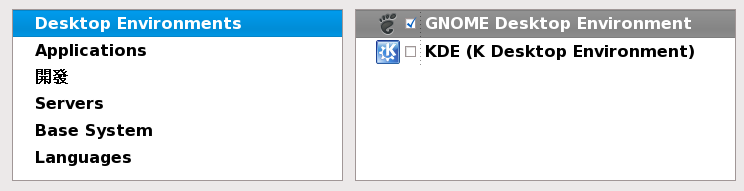 Desktop Environments
Applications
開發
Servers
Base System
Languages
GNOME Desktop Environment
KDE (K Desktop Environment)